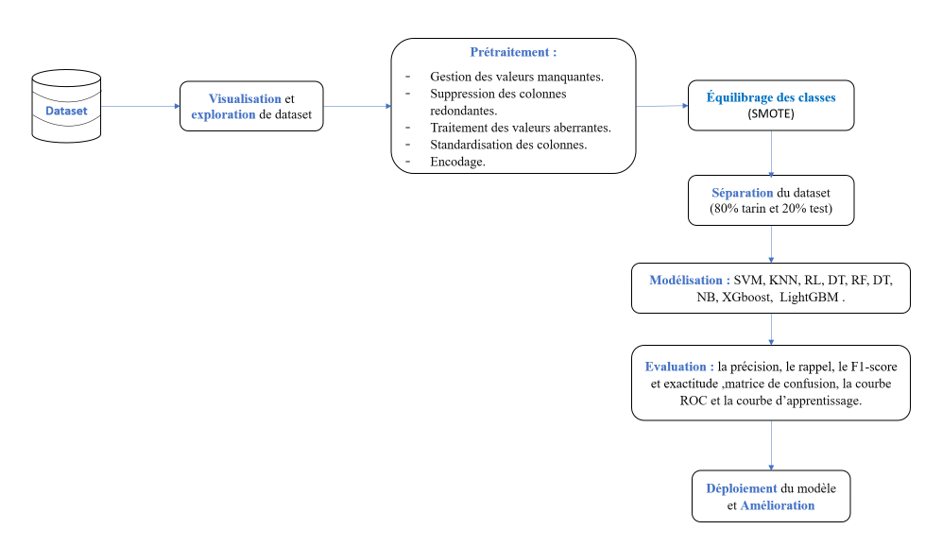 Dataset
Visualisation et
exploration de dataset
Prétraitement :
- Gestion des valeurs manquantes.
- Suppression des colonnes
redondantes.
- Traitement des valeurs aberrantes.
- Standardisation des colonnes.
- Encodage.
Équilibrage des classes
(SMOTE)
Séparation du dataset
(80% tarin et 20% test)
Modélisation : SVM, KNN, RL, DT, RF, DT,
NB, XGboost, LightGBM .
Evaluation : la précision, le rappel, le F1-score
et exactitude ,matrice de confusion, la courbe
ROC et la courbe d’apprentissage.
Déploiement du modèle
et Amélioration